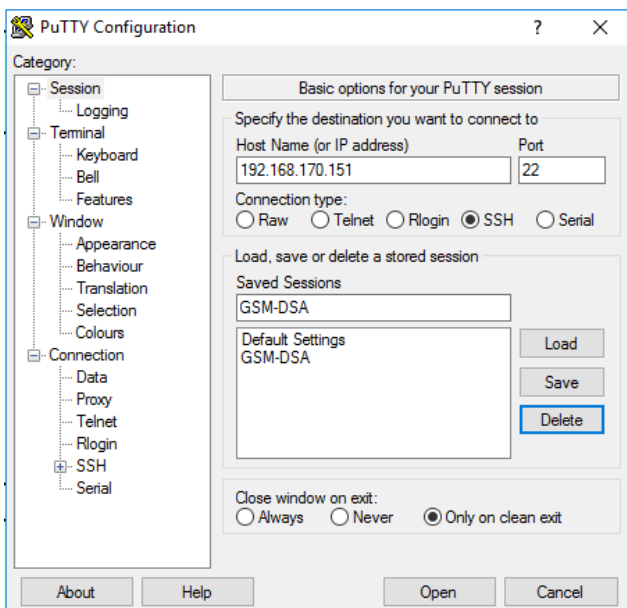 PuTTY Configuration
?
Category:
Session
Logging
Terminal
Keyboard
Bell
Features
Window
Appearance
Behaviour
Translation
Selection
Colours
Connection
Data
Proxy
Telnet
Rlogin
SSH
Serial
Basic options for your PuTTY session
Specify the destination you want to connect to
Host Name (or IP address) Port
192.168.170.151 22
Connection type:
Raw Telnet Rlogin SSH Serial
Load, save or delete a stored session
Saved Sessions
GSM-DSA
Default Settings
GSM-DSA
Load
Save
Delete
Close window on exit:
Always Never Only on clean exit
About Help Open Cancel